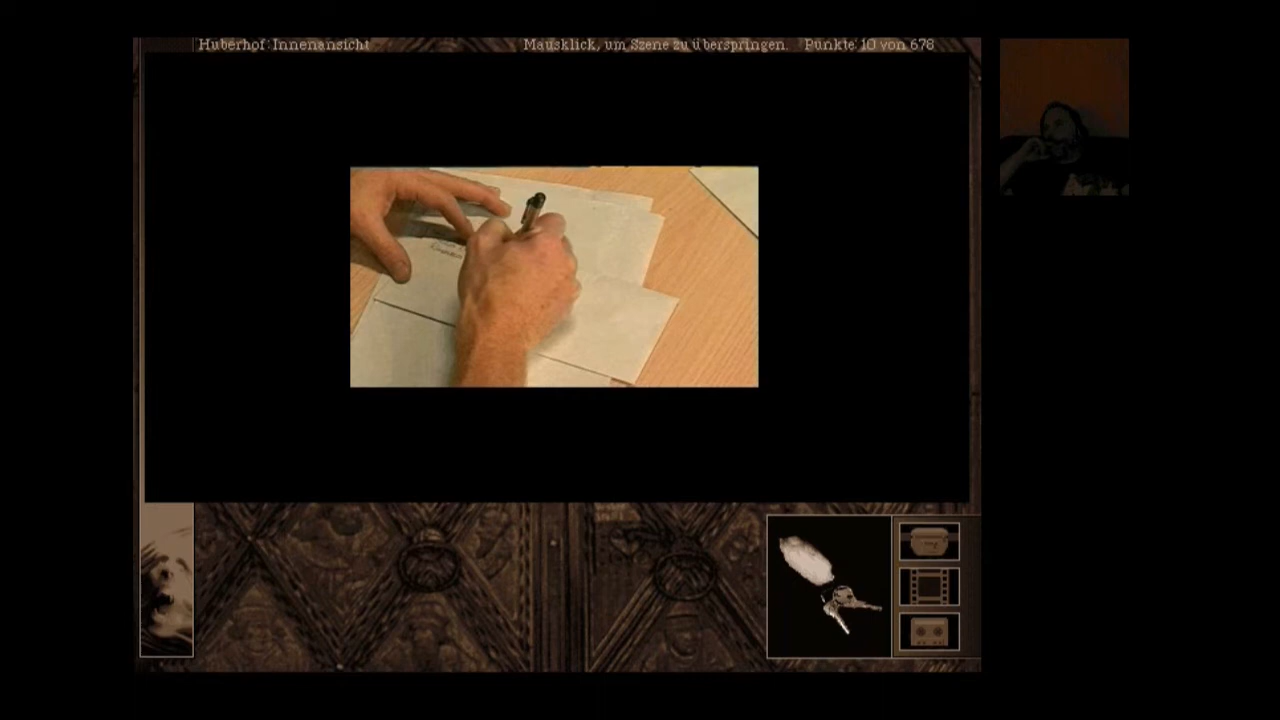 Huberhof: Innenansicht
Mausklick, um Szene zu überspringen.
Punkte 10 von 678